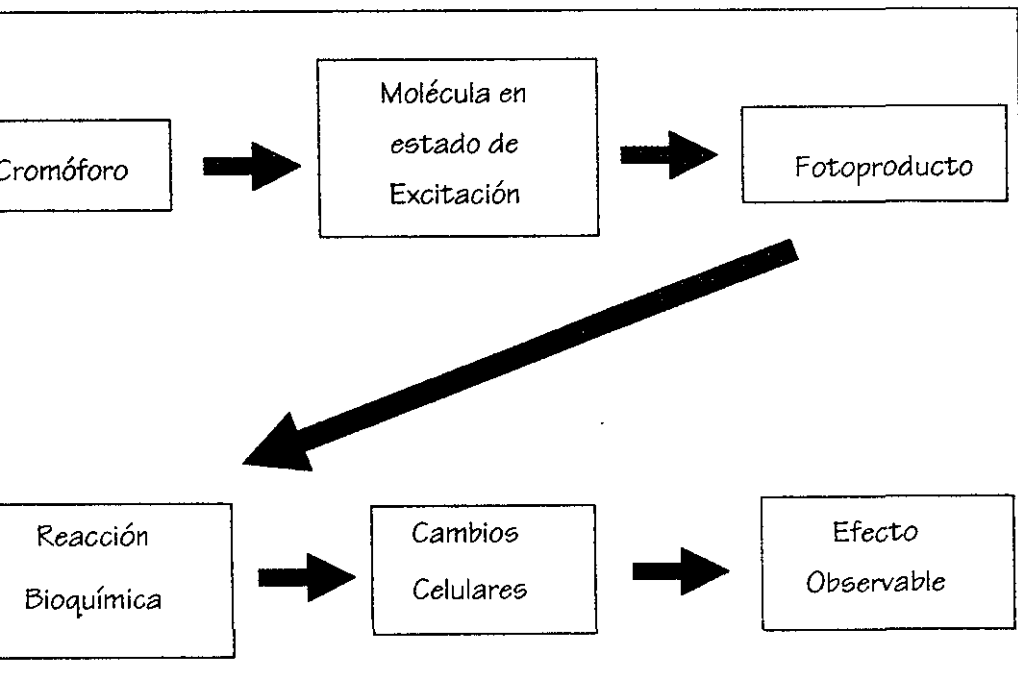 Cromóforo
Molécula en
estado de
Excitación
Fotoproducto
Reacción
Bioquímica
Cambios
Celulares
Efecto
Observable